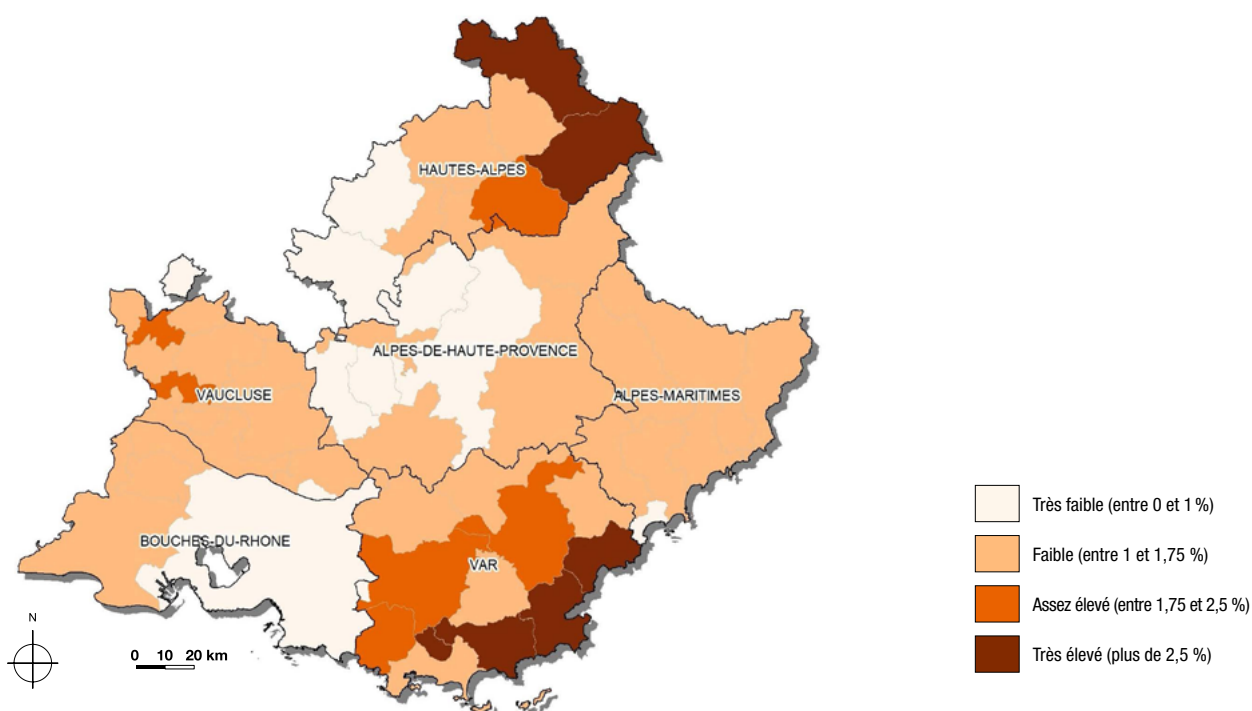 HAUTES-ALPES
ALPES-DE-HAUTE-PROVENCE
VAUCLUSE
ALPES-MARITIMES
BOUCHES-DU-RHONE
VAR
N
0 10 20 km
Très faible (entre 0 et 1 %)
Faible (entre 1 et 1,75 %)
Assez élevé (entre 1,75 et 2,5 %)
Très élevé (plus de 2,5 %)